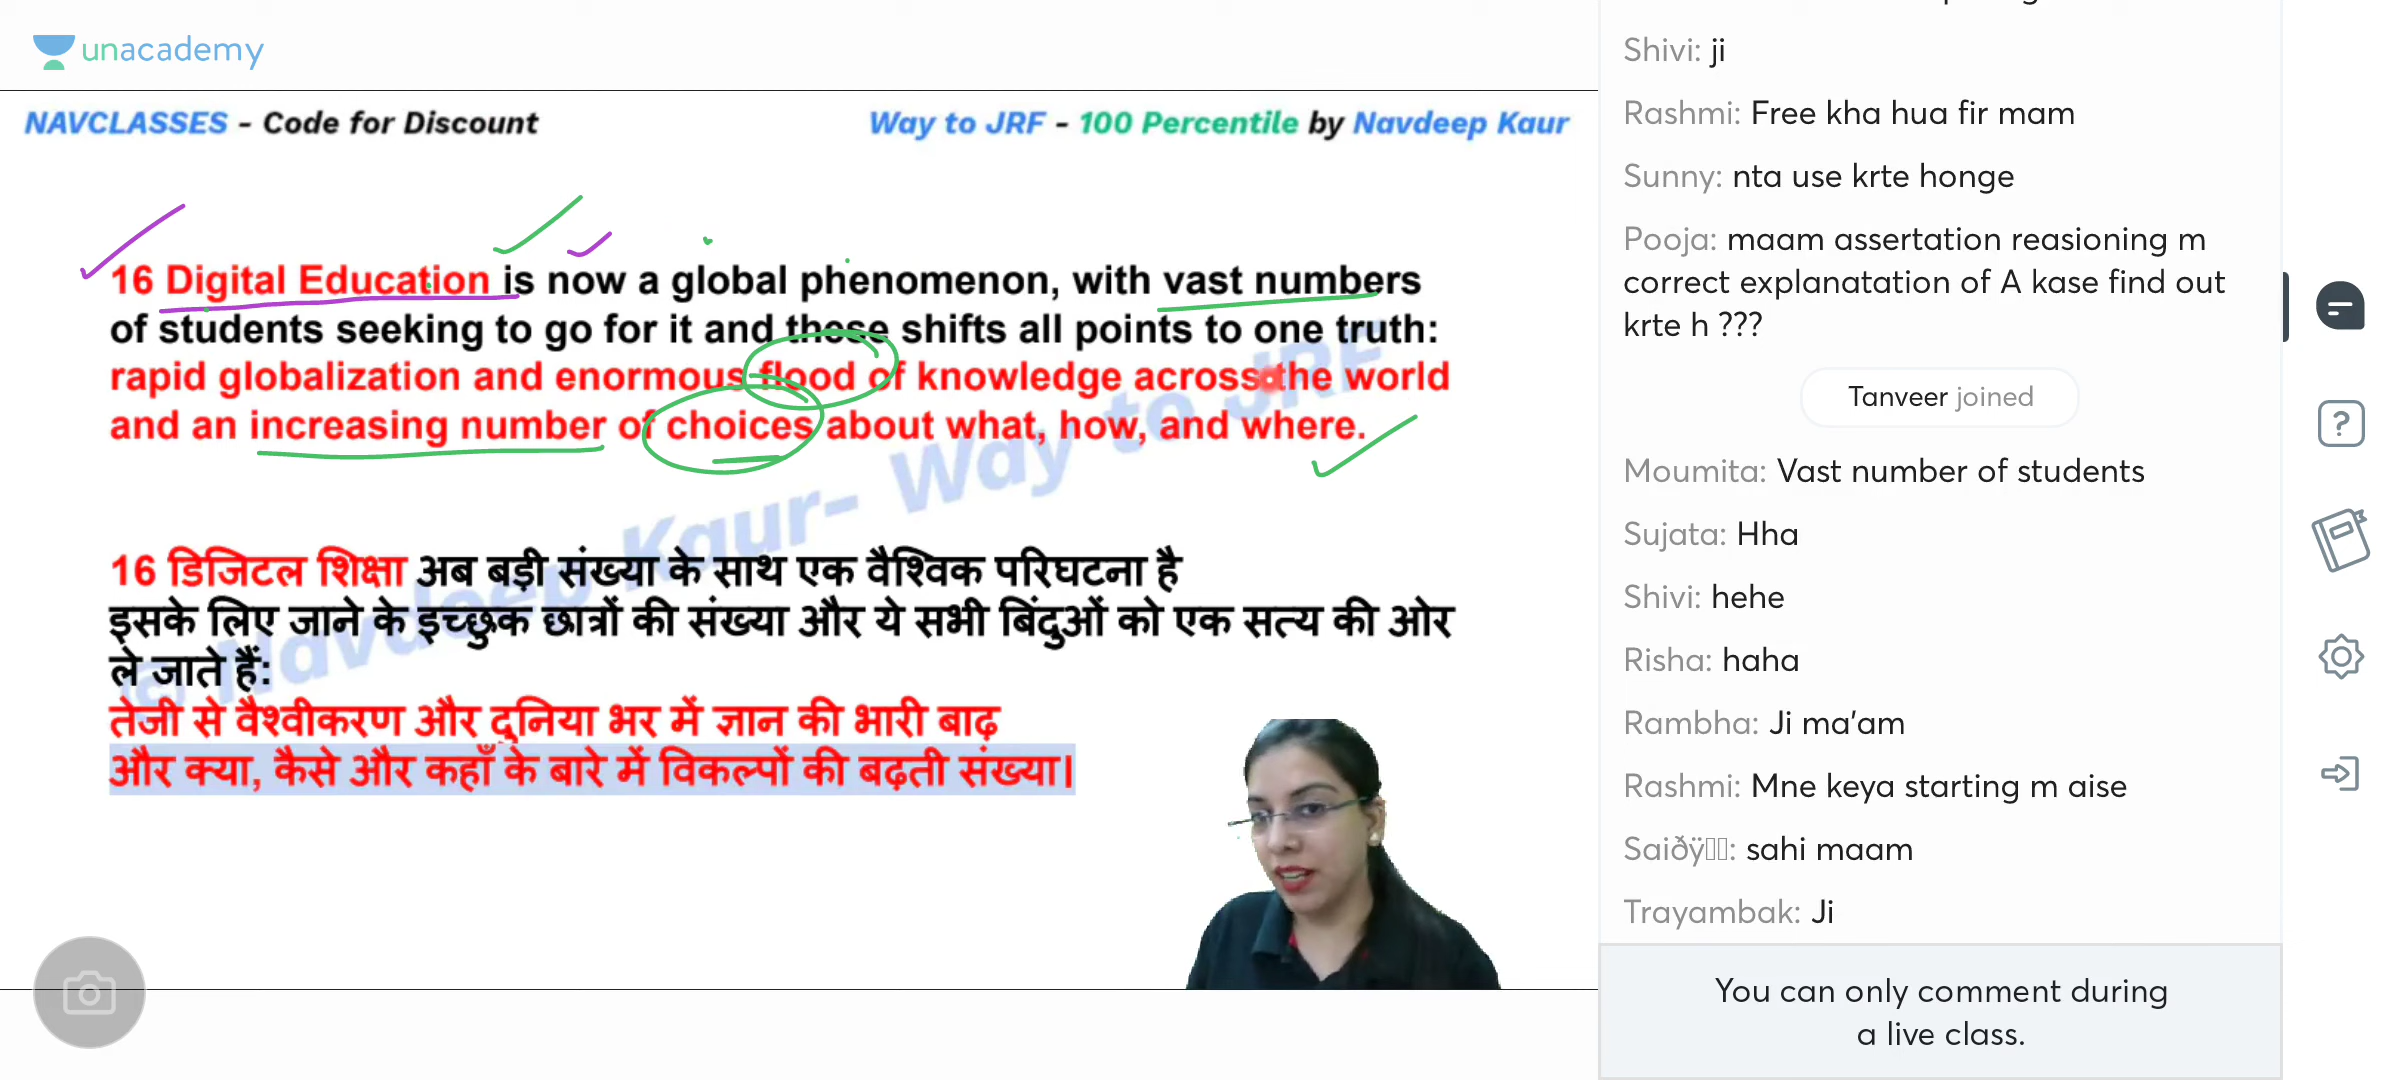 unacademy
NAVCLASSES - Code for Discount
Way to JRF - 100 Percentile by Navdeep Kaur
16 Digital Education is now a global phenomenon, with vast numbers
of students seeking to go for it and these shifts all points to one truth:
rapid globalization and enormous flood of knowledge across the world
and an increasing number of choices about what, how, and where.
© Navdeep Kaur- Way to JRF
16 डिजिटल शिक्षा अब बड़ी संख्या के साथ एक वैश्विक परिघटना है
इसके लिए जाने के इच्छुक छात्रों की संख्या और ये सभी बिंदुओं को एक सत्य की ओर
ले जाते हैं:
तेजी से वैश्वीकरण और दुनिया भर में ज्ञान की भारी बाढ़
और क्या, कैसे और कहाँ के बारे में विकल्पों की बढ़ती संख्या।
Shivi: ji
Rashmi: Free kha hua fir mam
Sunny: nta use krte honge
Pooja: maam assertation reasioning m
correct explanatation of A kase find out
krte h ???
Tanveer joined
Moumita: Vast number of students
Sujata: Hha
Shivi: hehe
Risha: haha
Rambha: Ji ma'am
Rashmi: Mne keya starting m aise
Saiðÿ: sahi maam
Trayambak: Ji
You can only comment during
a live class.